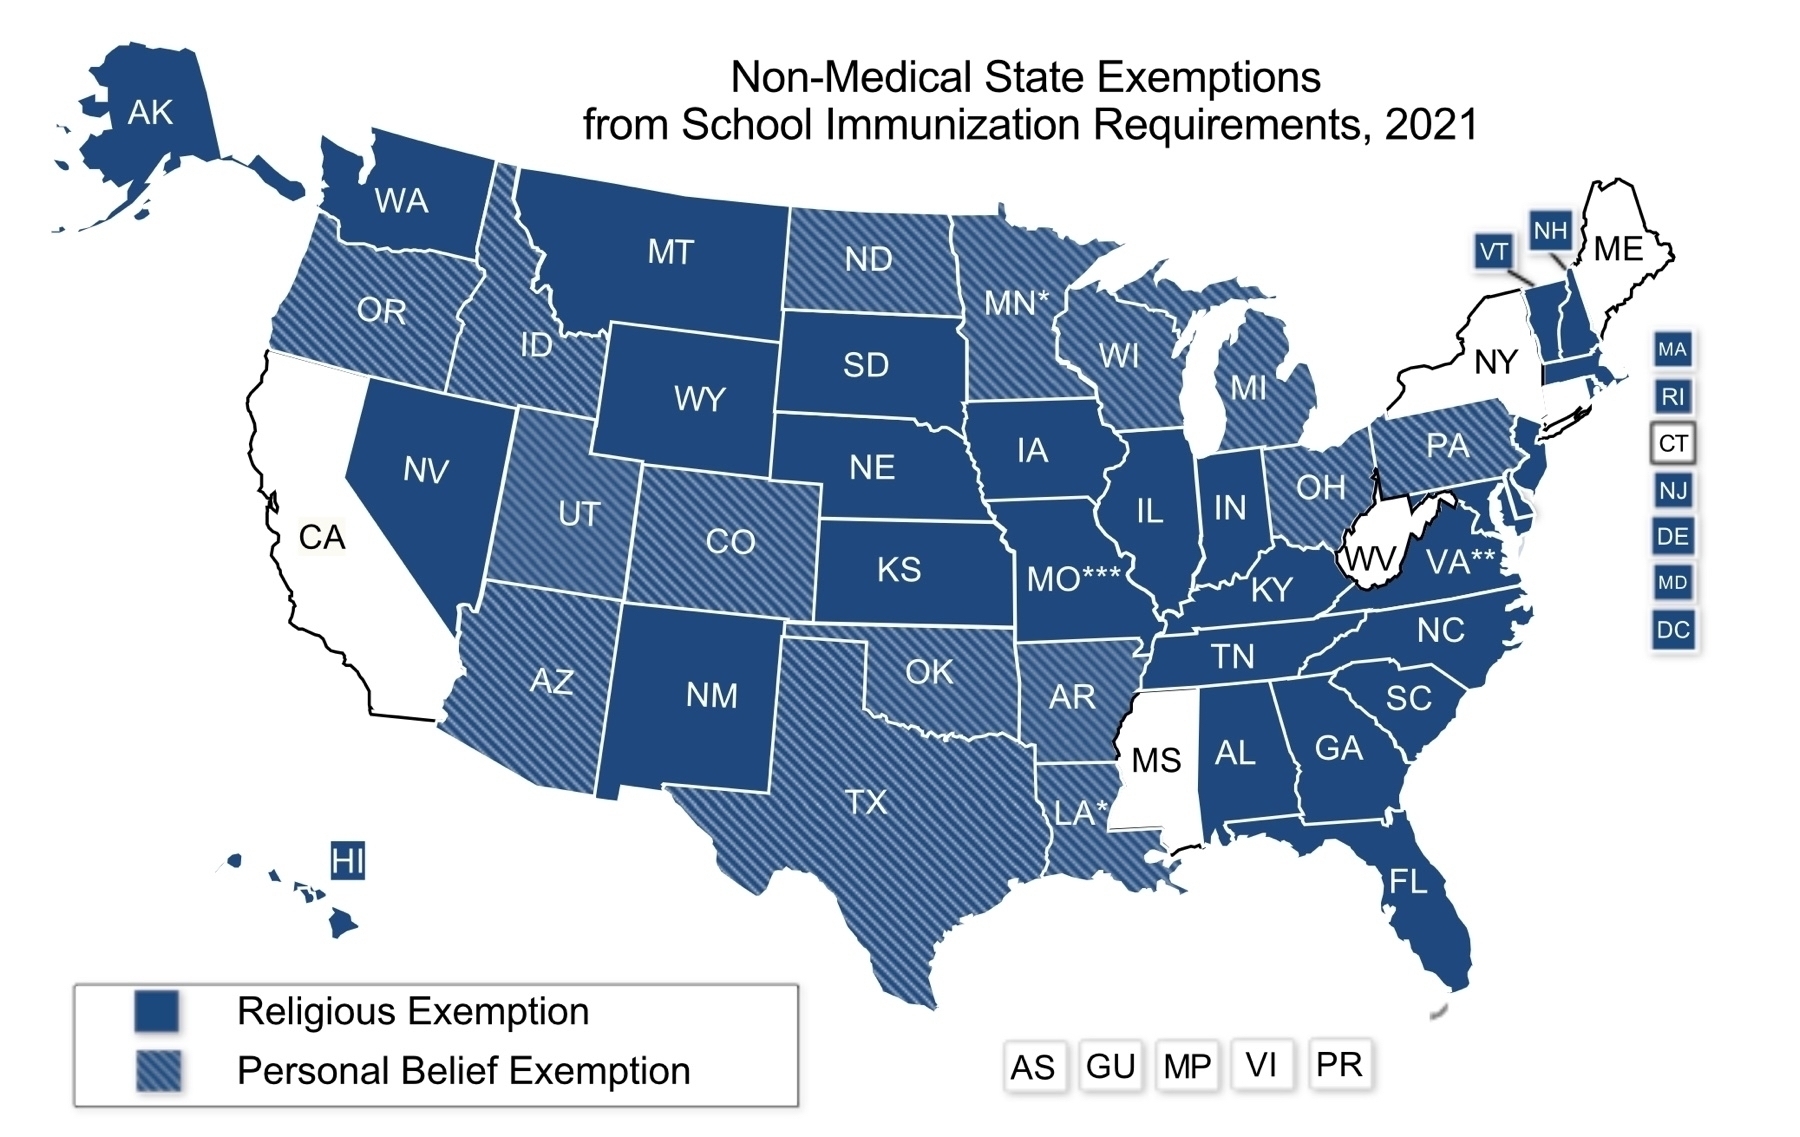 Non-Medical State Exemptions
from School Immunization Requirements, 2021
AK
WA
MT
ND
MN*
OR
ID
WY
SD
WI
MI
NH
VT
ME
NY
MA
RI
CT
NJ
DE
MD
DC
NV
CA
UT
CO
NE
IA
KS
MO***
IL
IN
OH
PA
WV
VA**
KY
NC
TN
SC
AZ
NM
OK
AR
TX
LA*
MS
AL
GA
FL
HI
Religious Exemption
Personal Belief Exemption
AS
GU
MP
VI
PR